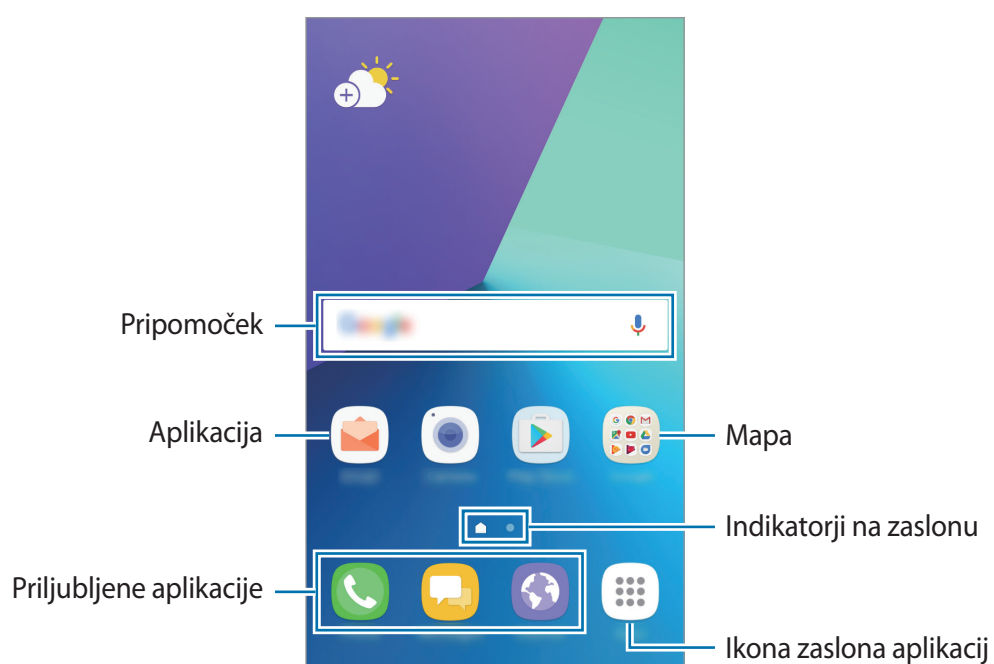 Pripomoček
Aplikacija
Mapa
Indikatorji na zaslonu
Priljubljene aplikacije
Ikona zaslona aplikacij